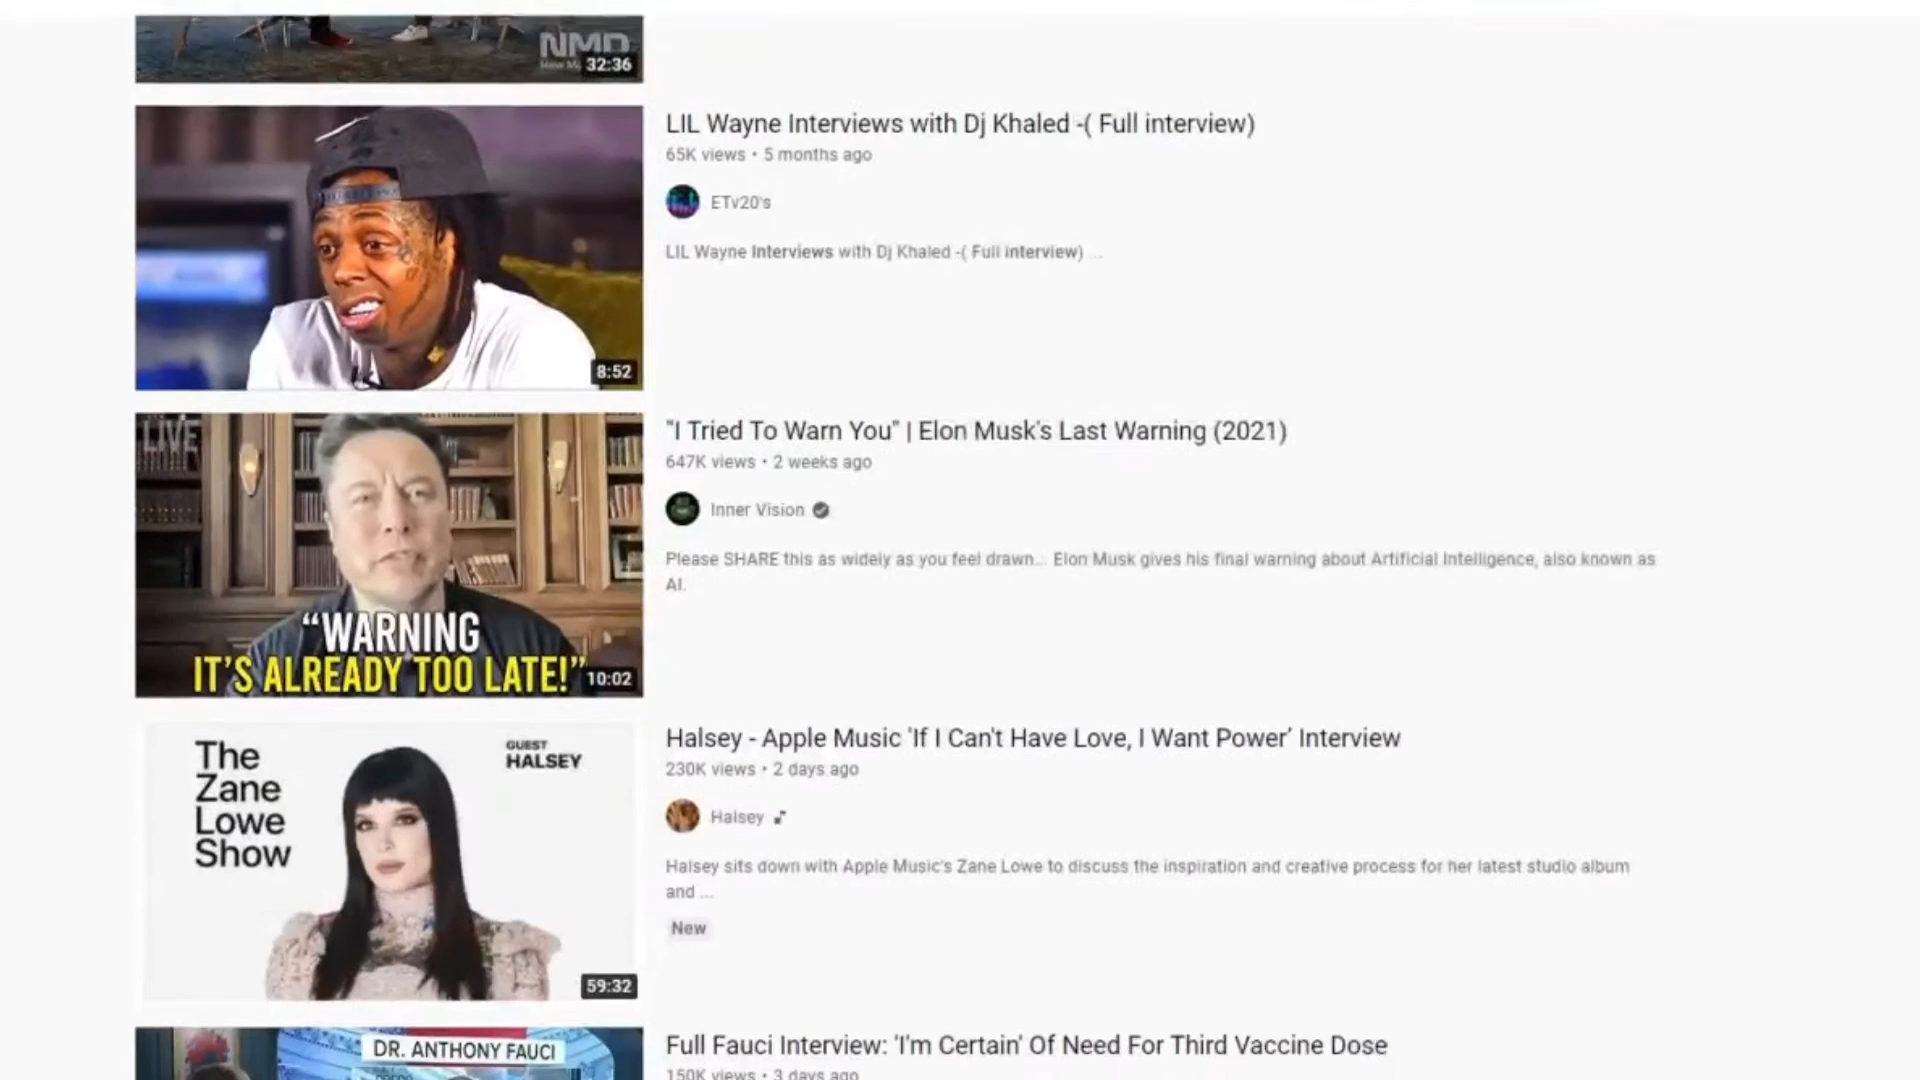 NMD
New M
32:36
LIL Wayne Interviews with Dj Khaled -( Full interview)
65K views • 5 months ago
ETv20's
LIL Wayne Interviews with Dj Khaled -( Full interview) ...
8:52
LIVE
"I Tried To Warn You" | Elon Musk's Last Warning (2021)
647K views • 2 weeks ago
Inner Vision
Please SHARE this as widely as you feel drawn... Elon Musk gives his final warning about Artificial Intelligence, also known as
AI.
“WARNING
IT'S ALREADY TOO LATE!”
10:02
The
Zane
Lowe
Show
GUEST
HALSEY
59:32
Halsey - Apple Music 'If I Can't Have Love, I Want Power’ Interview
230K views • 2 days ago
Halsey
Halsey sits down with Apple Music's Zane Lowe to discuss the inspiration and creative process for her latest studio album
and ...
New
DR. ANTHONY FAUCI
Full Fauci Interview: 'I'm Certain' Of Need For Third Vaccine Dose
150K views • 3 days ago